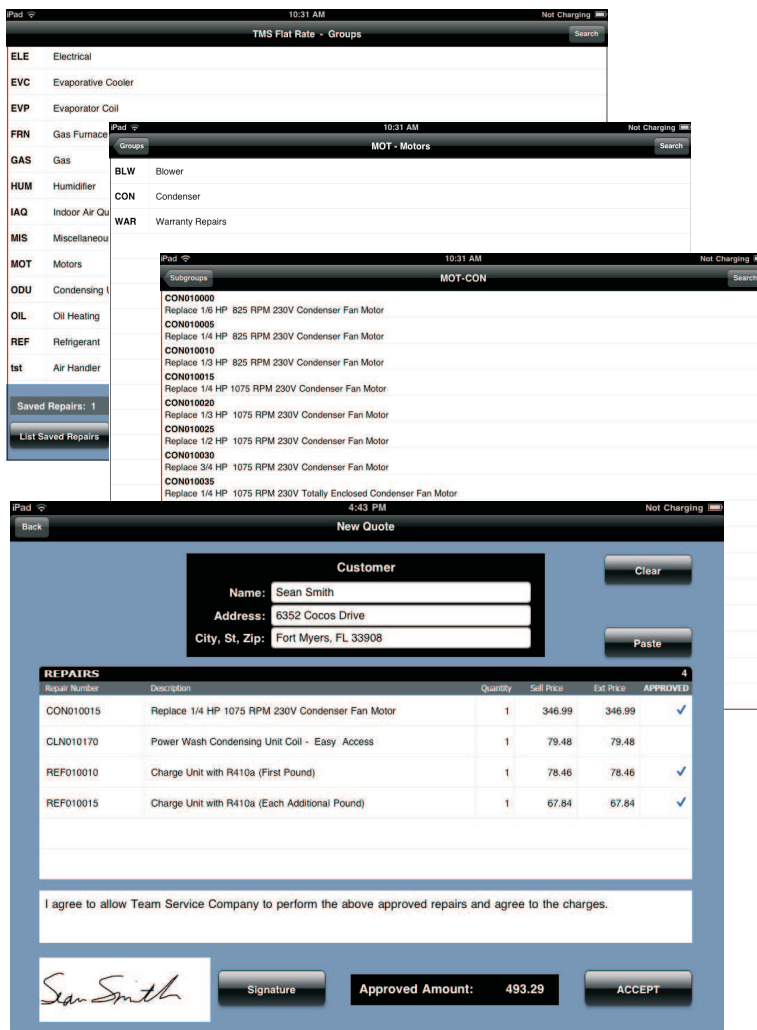 iPad 10:31 AM Not Charging
TMS Flat Rate - Groups Search
ELE Electrical
EVC Evaporative Cooler
EVP Evaporator Coil
FRN Gas Furnace
GAS Gas
HUM Humidifier
IAQ Indoor Air Qu
MIS Miscellaneou
MOT Motors
ODU Condensing
OIL Oil Heating
REF Refrigerant
tst Air Handler
Saved Repairs: 1
List Saved Repairs
iPad 10:31 AM Not Charging
Groups MOT - Motors Search
BLW Blower
CON Condenser
WAR Warranty Repairs
iPad 10:31 AM Not Charging
Subgroups MOT-CON Search
CON010000
Replace 1/6 HP 825 RPM 230V Condenser Fan Motor
CON010005
Replace 1/4 HP 825 RPM 230V Condenser Fan Motor
CON010010
Replace 1/3 HP 825 RPM 230V Condenser Fan Motor
CON010015
Replace 1/4 HP 1075 RPM 230V Condenser Fan Motor
CON010020
Replace 1/3 HP 1075 RPM 230V Condenser Fan Motor
CON010025
Replace 1/2 HP 1075 RPM 230V Condenser Fan Motor
CON010030
Replace 3/4 HP 1075 RPM 230V Condenser Fan Motor
CON010035
Replace 1/4 HP 1075 RPM 230V Totally Enclosed Condenser Fan Motor
iPad 4:43 PM Not Charging
Back New Quote
Customer Clear
Name: Sean Smith
Address: 6352 Cocos Drive
City, St, Zip: Fort Myers, FL 33908 Paste
REPAIRS 4
Repair Number Description Quantity Sell Price Ext Price APPROVED
CON010015 Replace 1/4 HP 1075 RPM 230V Condenser Fan Motor 1 346.99 346.99 ✓
CLN010170 Power Wash Condensing Unit Coil - Easy Access 1 79.48 79.48
REF010010 Charge Unit with R410a (First Pound) 1 78.46 78.46 ✓
REF010015 Charge Unit with R410a (Each Additional Pound) 1 67.84 67.84 ✓
I agree to allow Team Service Company to perform the above approved repairs and agree to the charges.
Sean Smith Signature Approved Amount: 493.29 ACCEPT